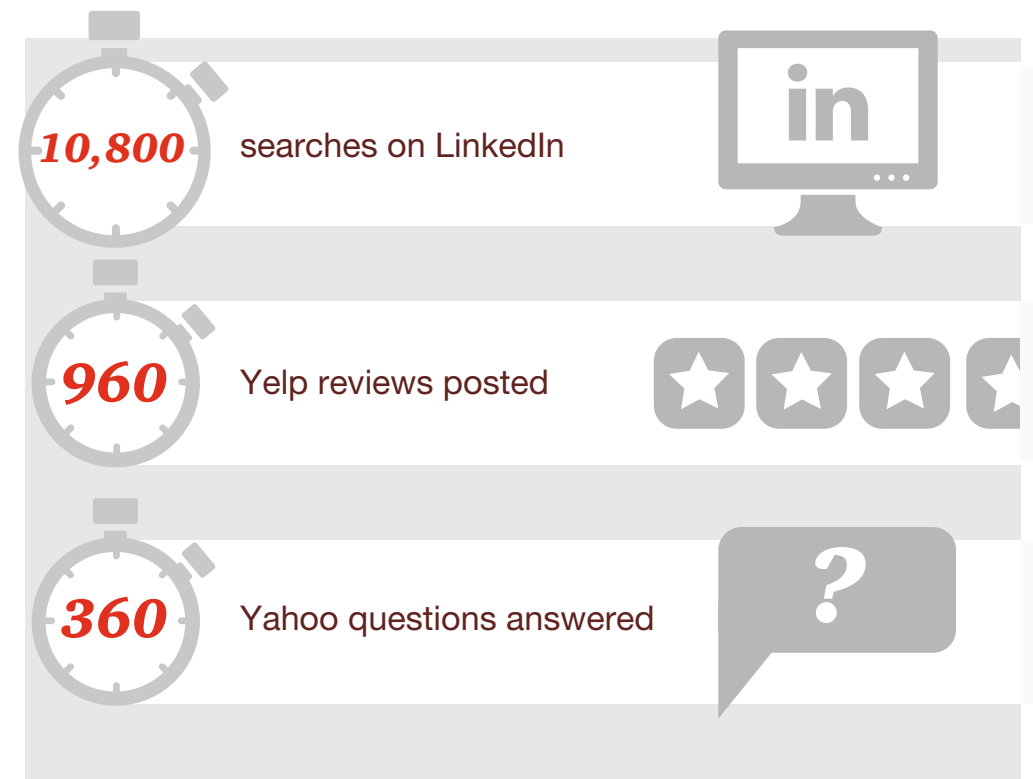 10,800 searches on LinkedIn
in
960 Yelp reviews posted
360 Yahoo questions answered
?